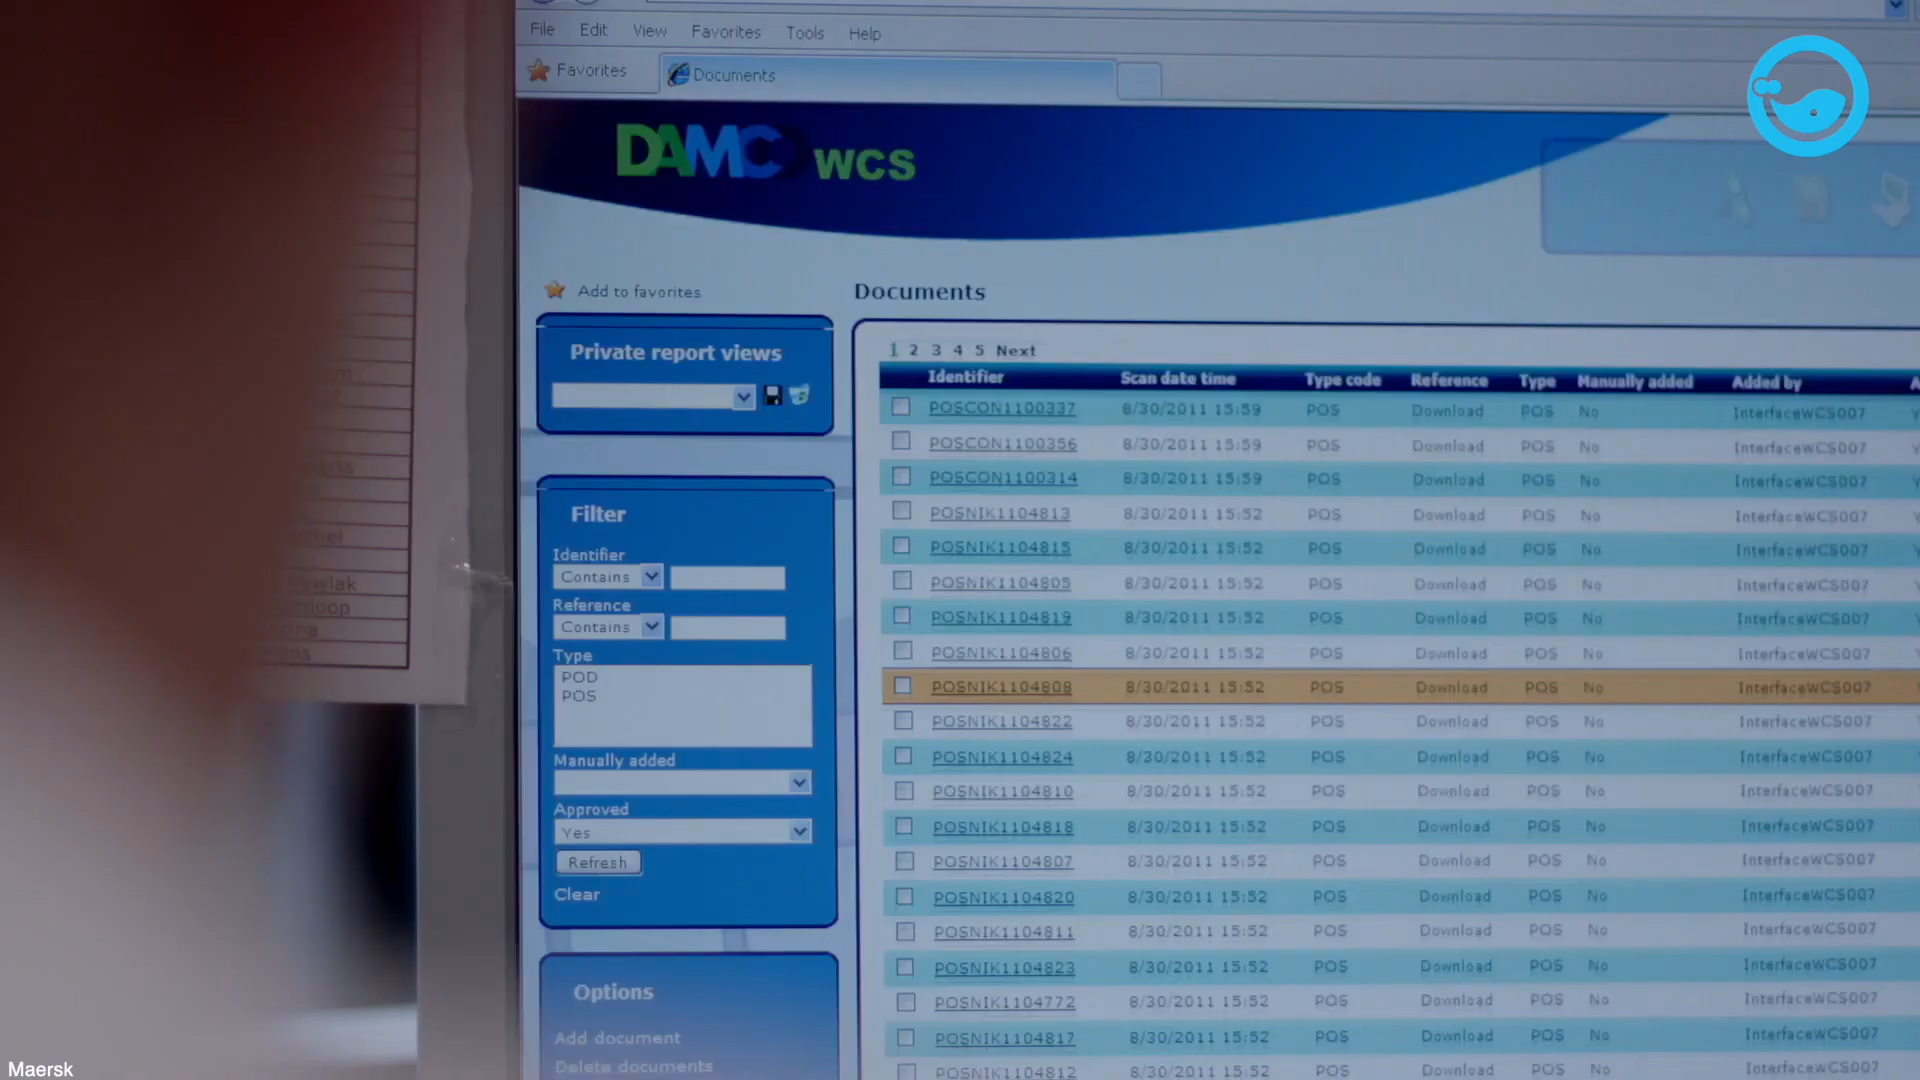 File Edit View Favorites Tools Help
Favorites Documents
DAMCO WCS
Add to favorites
Documents
Private report views
Filter
Identifier
Contains
Reference
Contains
Type
POD
POS
Manually added
Approved
Yes
Refresh
Clear
Options
Add document
Delete documents
1 2 3 4 5 Next
Identifier Scan date time Type code Reference Type Manually added Added by A
POSCON1100337 8/30/2011 15:59 POS Download POS No InterfaceWCS007
POSCON1100356 8/30/2011 15:59 POS Download POS No InterfaceWCS007
POSCON1100314 8/30/2011 15:59 POS Download POS No InterfaceWCS007
POSNIK1104813 8/30/2011 15:52 POS Download POS No InterfaceWCS007
POSNIK1104815 8/30/2011 15:52 POS Download POS No InterfaceWCS007
POSNIK1104805 8/30/2011 15:52 POS Download POS No InterfaceWCS007
POSNIK1104819 8/30/2011 15:52 POS Download POS No InterfaceWCS007
POSNIK1104806 8/30/2011 15:52 POS Download POS No InterfaceWCS007
POSNIK1104808 8/30/2011 15:52 POS Download POS No InterfaceWCS007
POSNIK1104822 8/30/2011 15:52 POS Download POS No InterfaceWCS007
POSNIK1104824 8/30/2011 15:52 POS Download POS No InterfaceWCS007
POSNIK1104810 8/30/2011 15:52 POS Download POS No InterfaceWCS007
POSNIK1104818 8/30/2011 15:52 POS Download POS No InterfaceWCS007
POSNIK1104807 8/30/2011 15:52 POS Download POS No InterfaceWCS007
POSNIK1104820 8/30/2011 15:52 POS Download POS No InterfaceWCS007
POSNIK1104811 8/30/2011 15:52 POS Download POS No InterfaceWCS007
POSNIK1104823 8/30/2011 15:52 POS Download POS No InterfaceWCS007
POSNIK1104772 8/30/2011 15:52 POS Download POS No InterfaceWCS007
POSNIK1104817 8/30/2011 15:52 POS Download POS No InterfaceWCS007
POSNIK1104812 8/30/2011 15:52 POS Download POS No InterfaceWCS007
Maersk